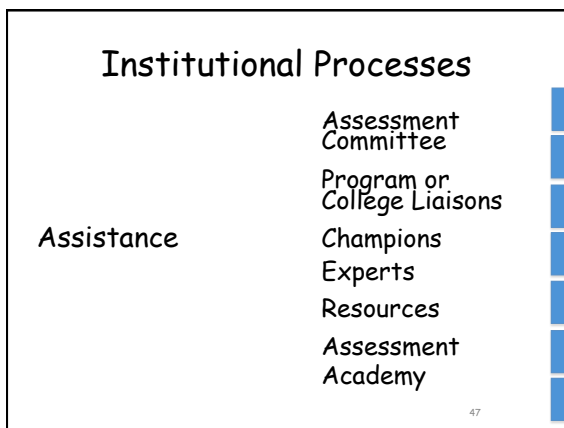 Institutional Processes
Assessment
Committee
Program or
College Liaisons
Assistance
Champions
Experts
Resources
Assessment
Academy
47